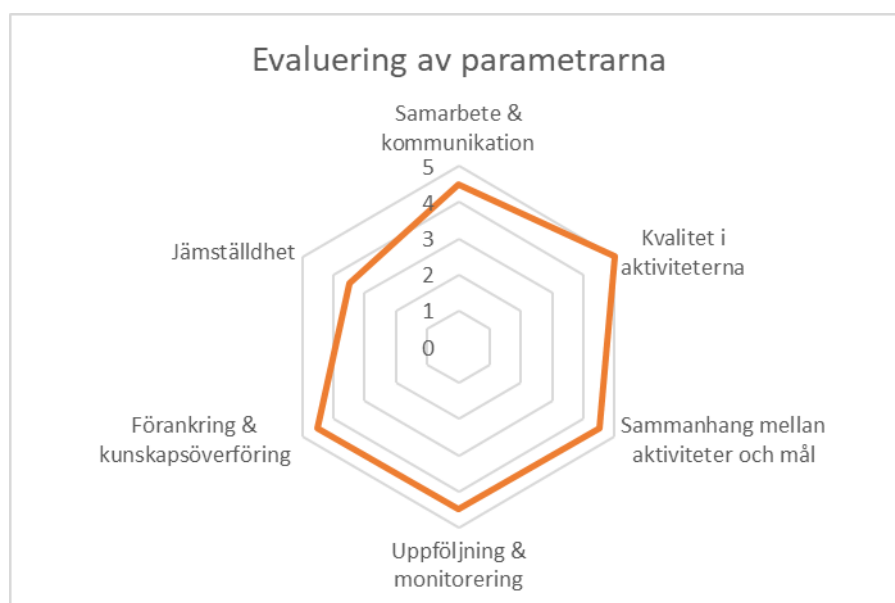 Evaluering av parametrarna
Samarbete &
kommunikation
5
4
3
2
1
0
Kvalitet i
aktiviteterna
Sammanhang mellan
aktiviteter och mål
Uppföljning &
monitorering
Förankring &
kunskapsöverföring
Jämställdhet